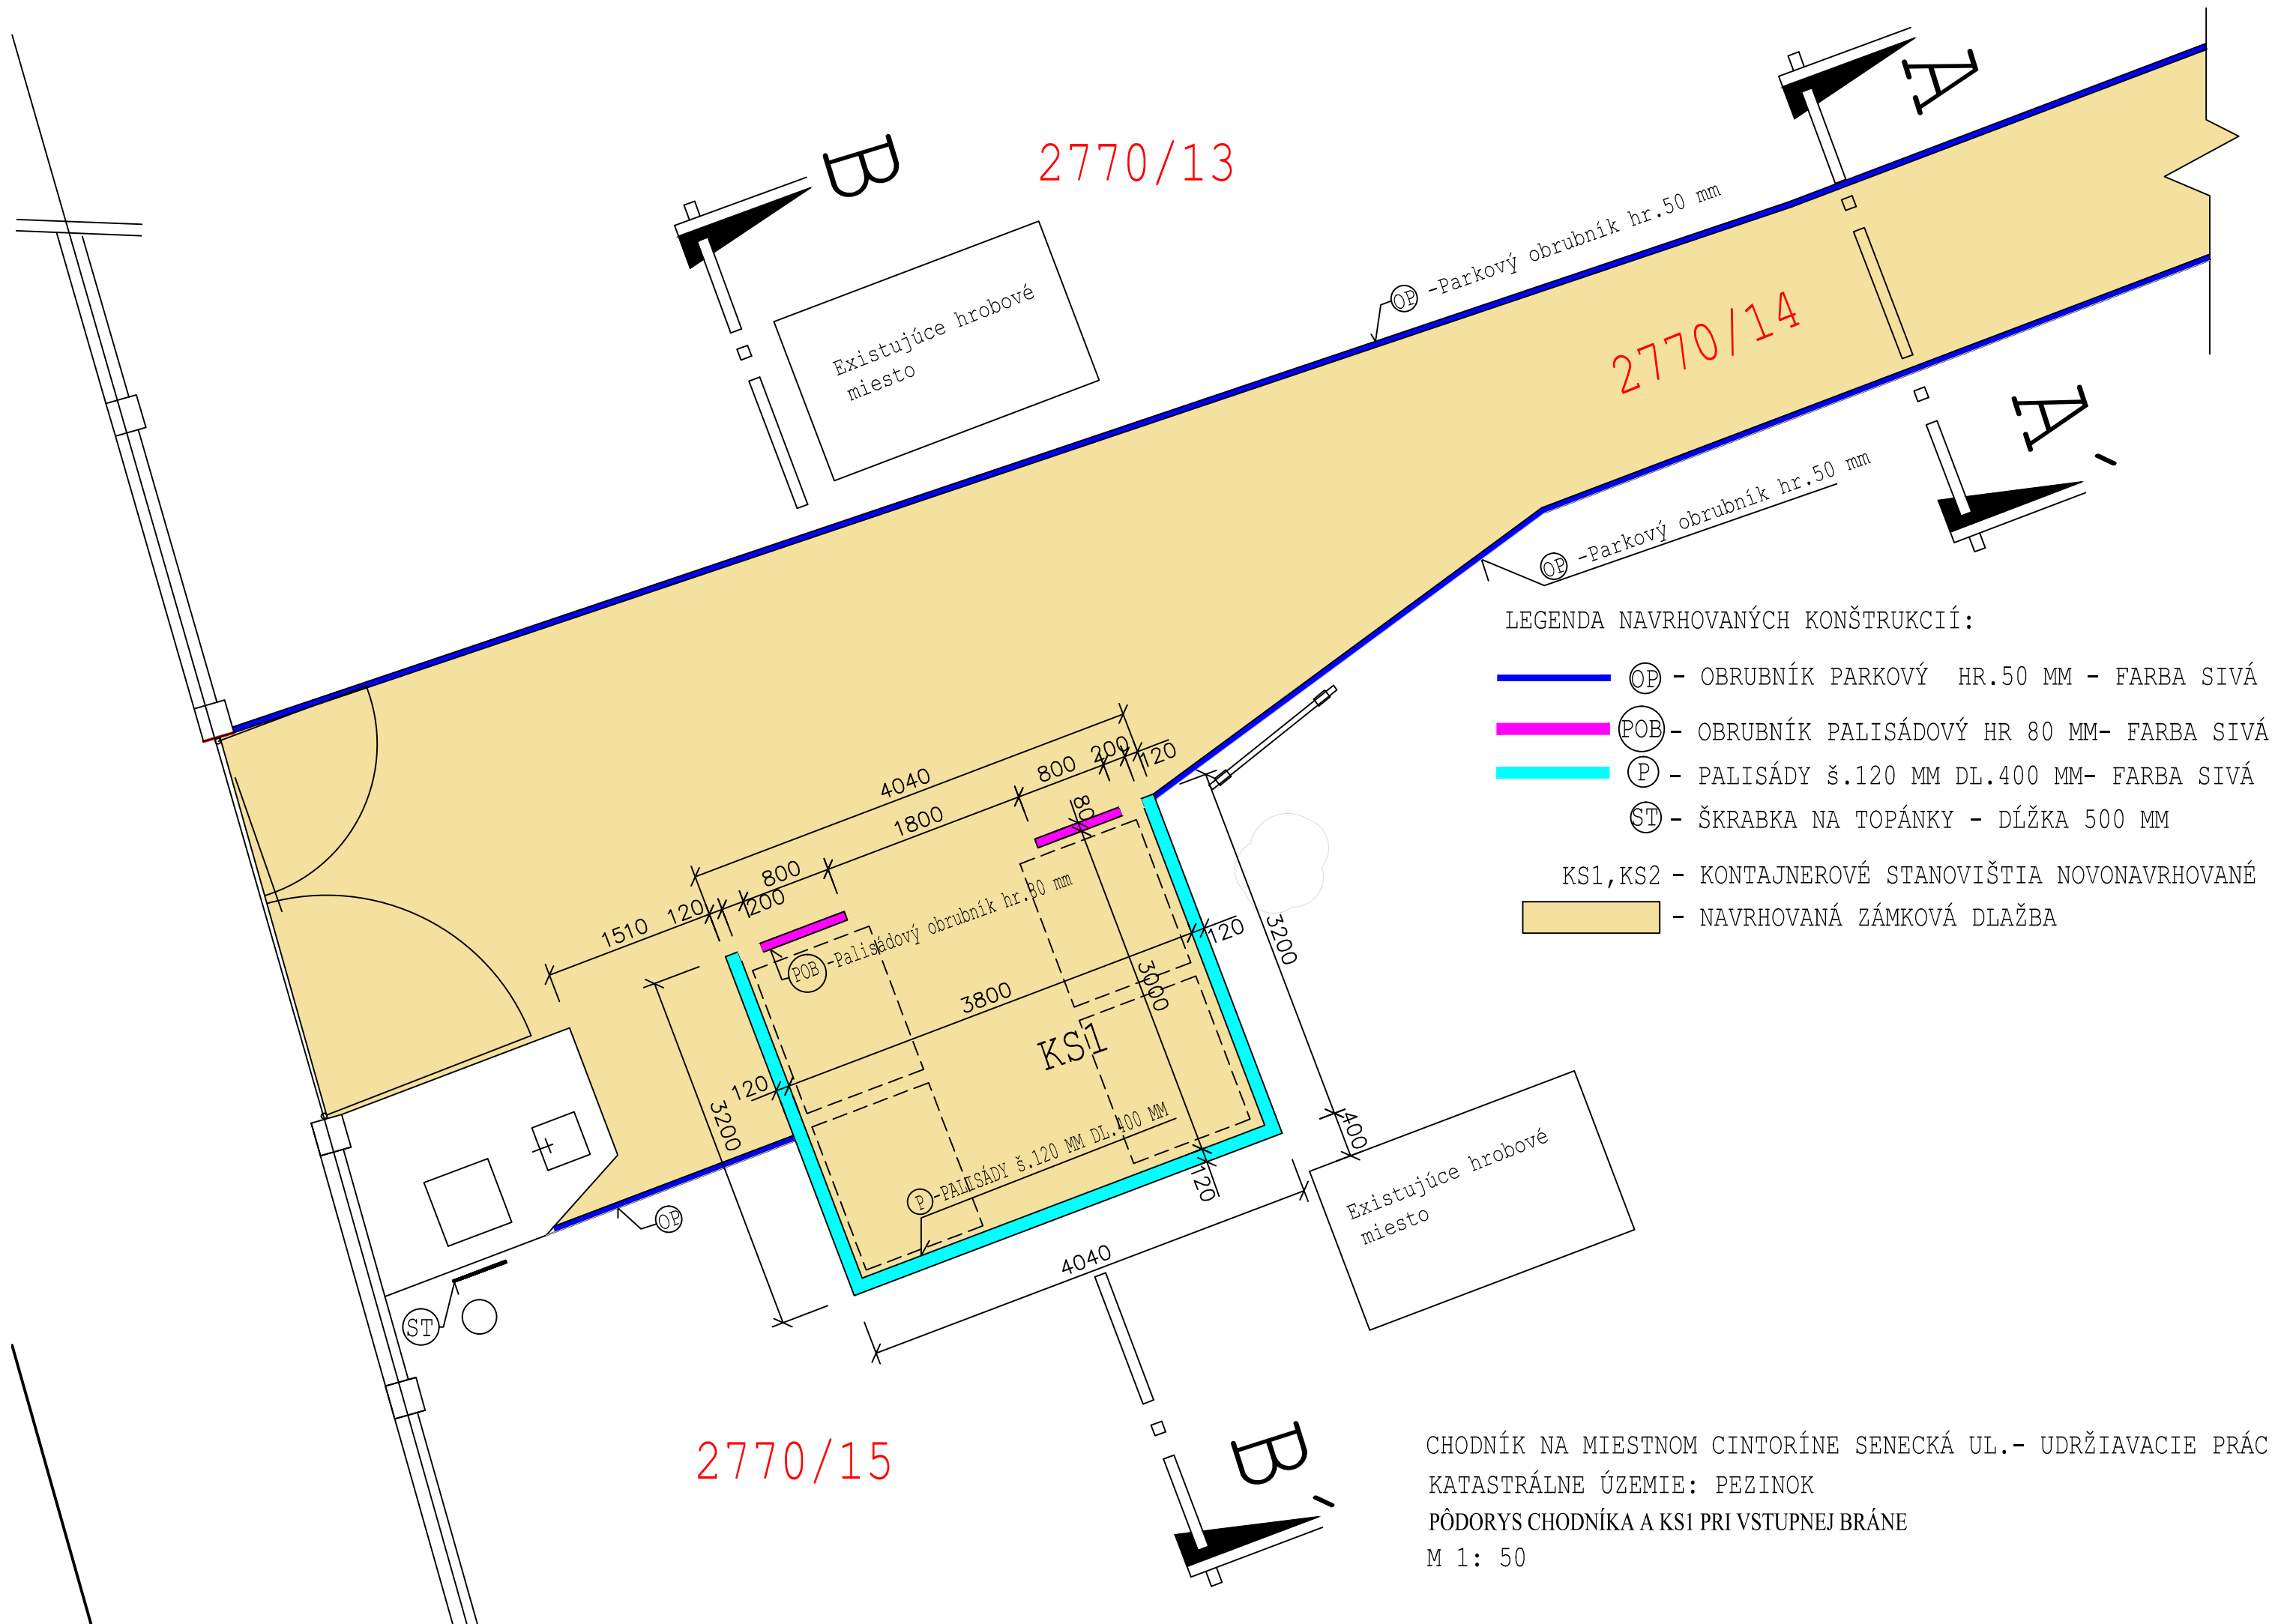 B
2770/13
A
Existujúce hrobové
miesto
OP -Parkový obrubník hr.50 mm
2770/14
A´
OP -Parkový obrubník hr.50 mm
LEGENDA NAVRHOVANÝCH KONŠTRUKCIÍ:
OP - OBRUBNÍK PARKOVÝ HR.50 MM - FARBA SIVÁ
POB - OBRUBNÍK PALISÁDOVÝ HR 80 MM- FARBA SIVÁ
P - PALISÁDY š.120 MM DL.400 MM- FARBA SIVÁ
ST - ŠKRABKA NA TOPÁNKY - DĹŽKA 500 MM
KS1,KS2 - KONTAJNEROVÉ STANOVIŠTIA NOVONAVRHOVANÉ
- NAVRHOVANÁ ZÁMKOVÁ DLAŽBA
4040
1510
120
200
800
1800
800
200
120
80
POB -Palisádový obrubník hr.80 mm
3800
120
120
3000
3200
3200
400
120
KS1
P -PALISÁDY š.120 MM DL.400 MM
4040
OP
ST
Existujúce hrobové
miesto
2770/15
B´
CHODNÍK NA MIESTNOM CINTORÍNE SENECKÁ UL.- UDRŽIAVACIE PRÁC
KATASTRÁLNE ÚZEMIE: PEZINOK
PÔDORYS CHODNÍKA A KS1 PRI VSTUPNEJ BRÁNE
M 1: 50